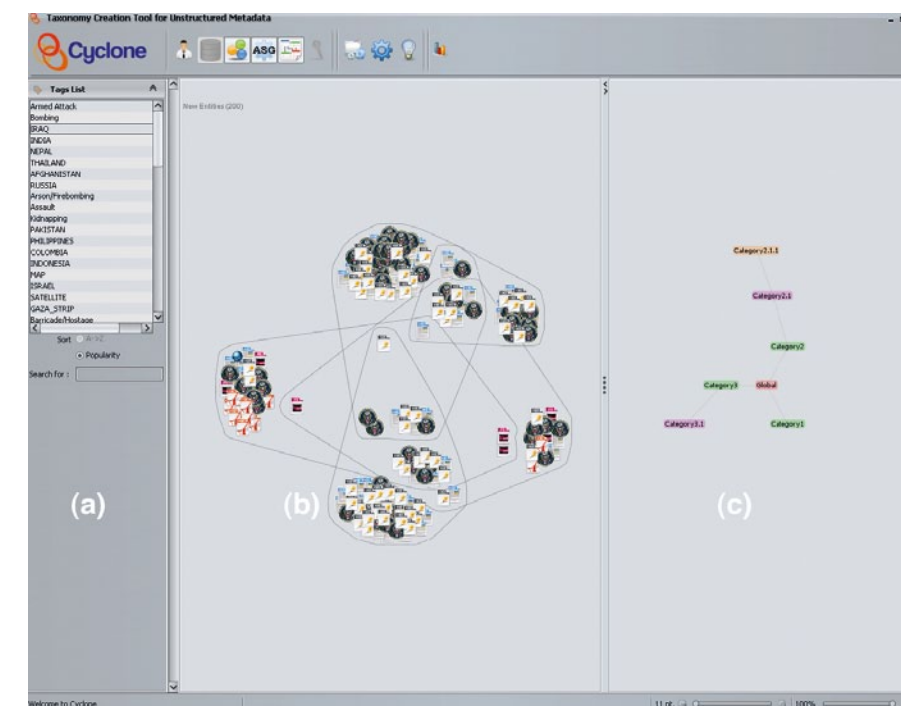 Taxonomy Creation Tool for Unstructured Metadata
Cyclone
ASG
Tags List
Armed Attack
Bombing
IRAQ
INDIA
NEPAL
THAILAND
AFGHANISTAN
RUSSIA
Arson/Firebombing
Assault
Kidnapping
PAKISTAN
PHILIPPINES
COLOMBIA
INDONESIA
MAP
ISRAEL
SATELLITE
GAZA_STRIP
Barricade/Hostage
Sort A->Z
Popularity
Search for :
(a)
New Entities (200)
(b)
Category2.1.1
Category2.1
Category2
Category3 Global
Category3.1 Category1
(c)
Welcome to Cyclone
11 pt
100%